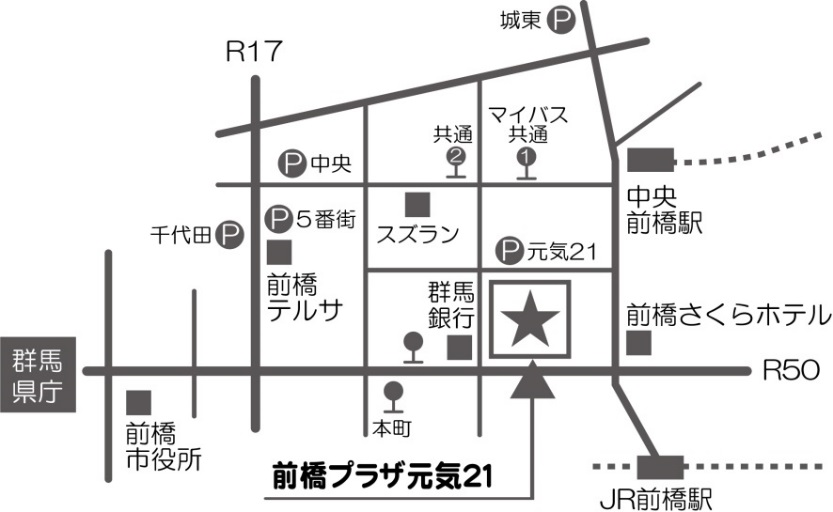 城東 P
R17
マイバス
共通
1
共通
2
P 中央
中央
前橋駅
千代田 P
P 5番街
スズラン
P 元気21
前橋
テルサ
群馬
銀行
前橋さくらホテル
群馬
県庁
R50
前橋
市役所
本町
前橋プラザ元気21
JR前橋駅